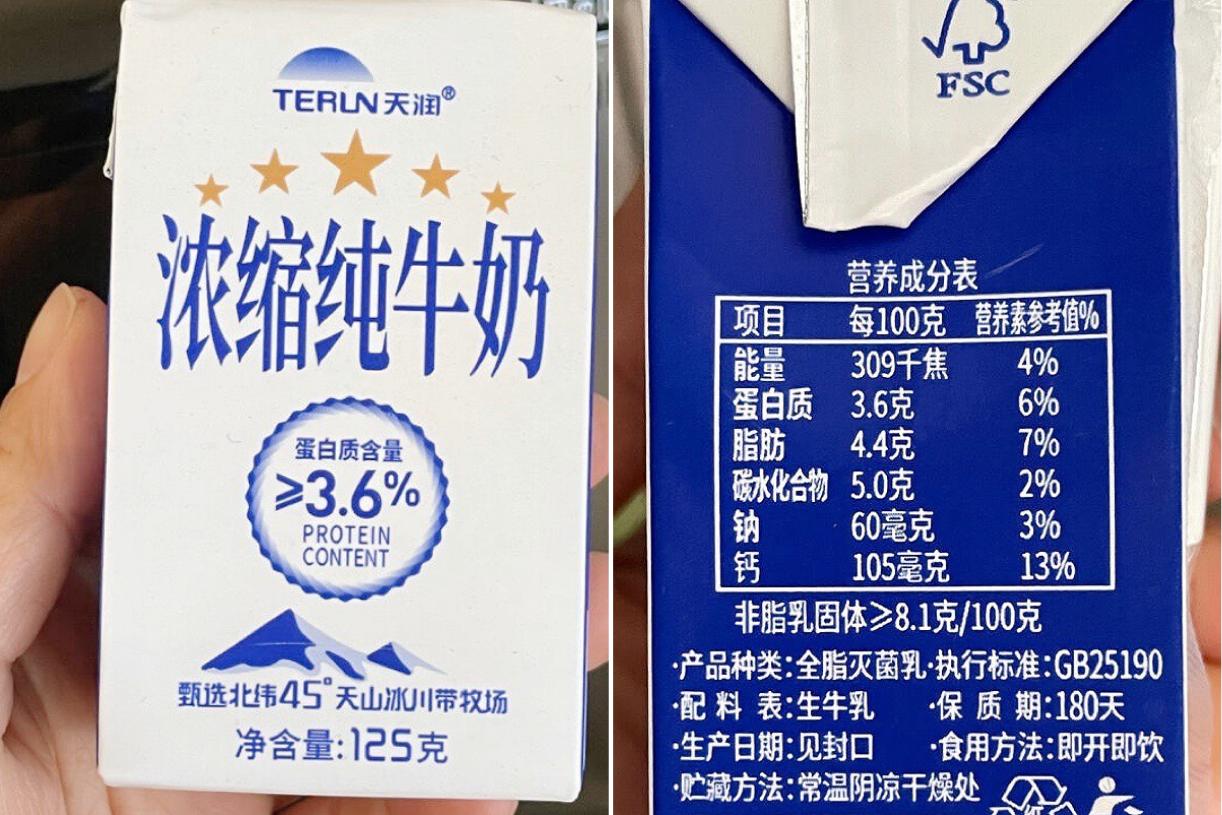 TERUN天润®
浓缩纯牛奶
蛋白质含量
≥3.6%
PROTEIN
CONTENT
甄选北纬45°天山冰川带牧场
净含量:125克
FSC
营养成分表
项目 每100克 营养素参考值%
能量 309千焦 4%
蛋白质 3.6克 6%
脂肪 4.4克 7%
碳水化合物 5.0克 2%
钠 60毫克 3%
钙 105毫克 13%
非脂乳固体≥8.1克/100克
·产品种类:全脂灭菌乳·执行标准:GB25190
·配料表:生牛乳 ·保质期:180天
·生产日期:见封口 ·食用方法:即开即饮
·贮藏方法:常温阴凉干燥处